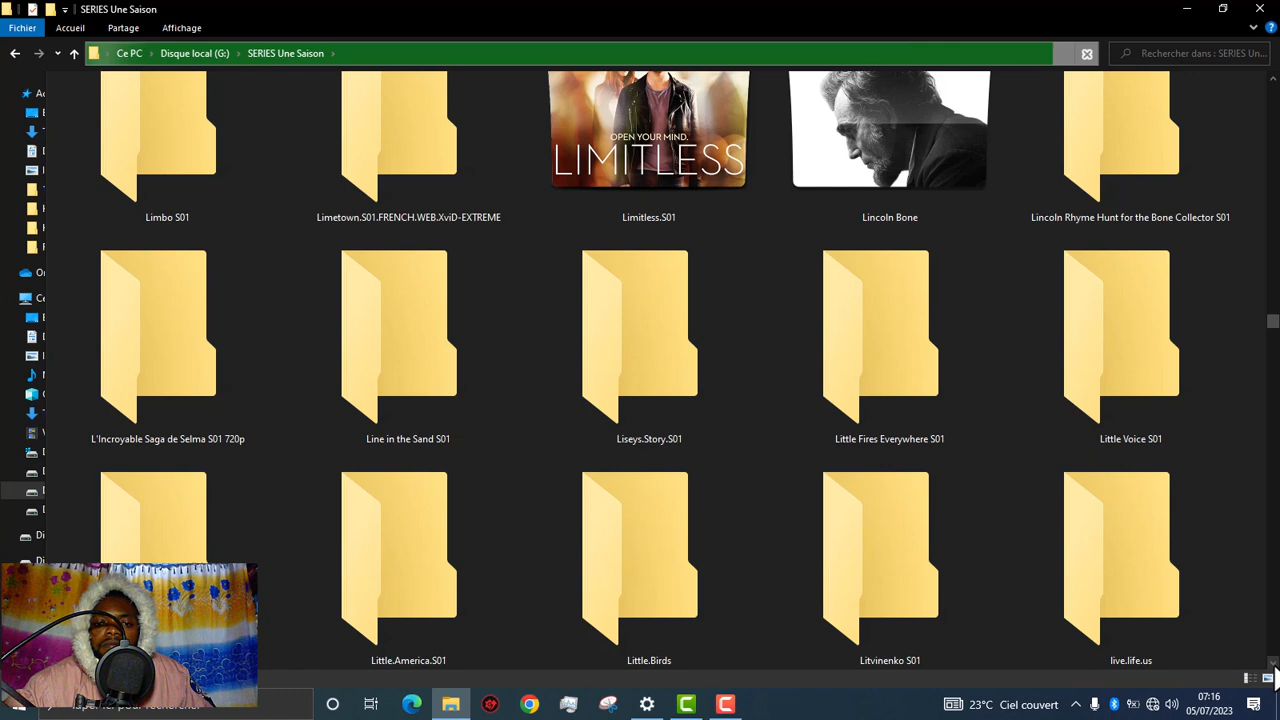 SERIES Une Saison
Fichier Accueil Partage Affichage
Ce PC Disque local (G:) SERIES Une Saison
Rechercher dans : SERIES Un...
OPEN YOUR MIND.
LIMITLESS
Limbo S01
Limetown.S01.FRENCH.WEB.XviD-EXTREME
Limitless.S01
Lincoln Bone
Lincoln Rhyme Hunt for the Bone Collector S01
L'Incroyable Saga de Selma S01 720p
Line in the Sand S01
Liseys.Story.S01
Little Fires Everywhere S01
Little Voice S01
Little.America.S01
Little.Birds
Litvinenko S01
live.life.us
23°C Ciel couvert
07:16
05/07/2023